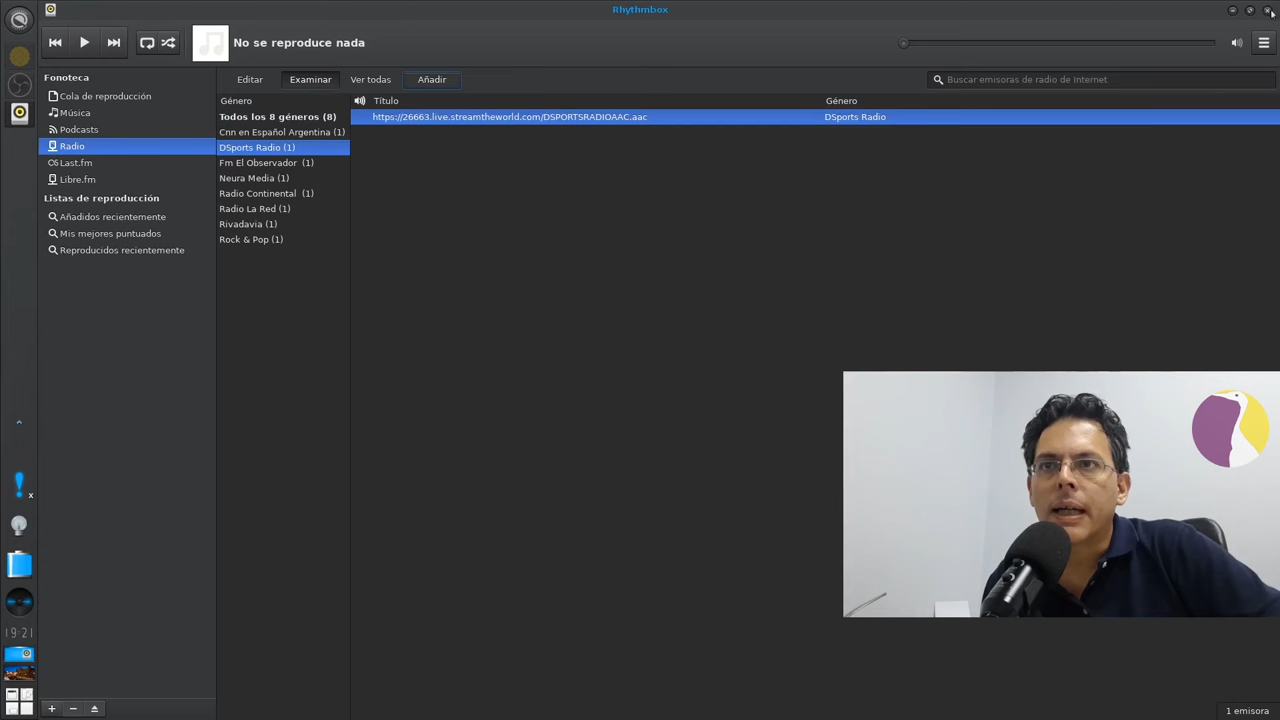 Rhythmbox
No se reproduce nada
Fonoteca
Cola de reproducción
Música
Podcasts
Radio
Last.fm
Libre.fm
Listas de reproducción
Añadidos recientemente
Mis mejores puntuados
Reproducidos recientemente
Editar
Examinar
Ver todas
Añadir
Buscar emisoras de radio de Internet
Género
Todos los 8 géneros (8)
Cnn en Español Argentina (1)
DSports Radio (1)
Fm El Observador (1)
Neura Media (1)
Radio Continental (1)
Radio La Red (1)
Rivadavia (1)
Rock & Pop (1)
Título
Género
https://26663.live.streamtheworld.com/DSPORTSRADIOAAC.aac
DSports Radio
x
19:21
1 emisora